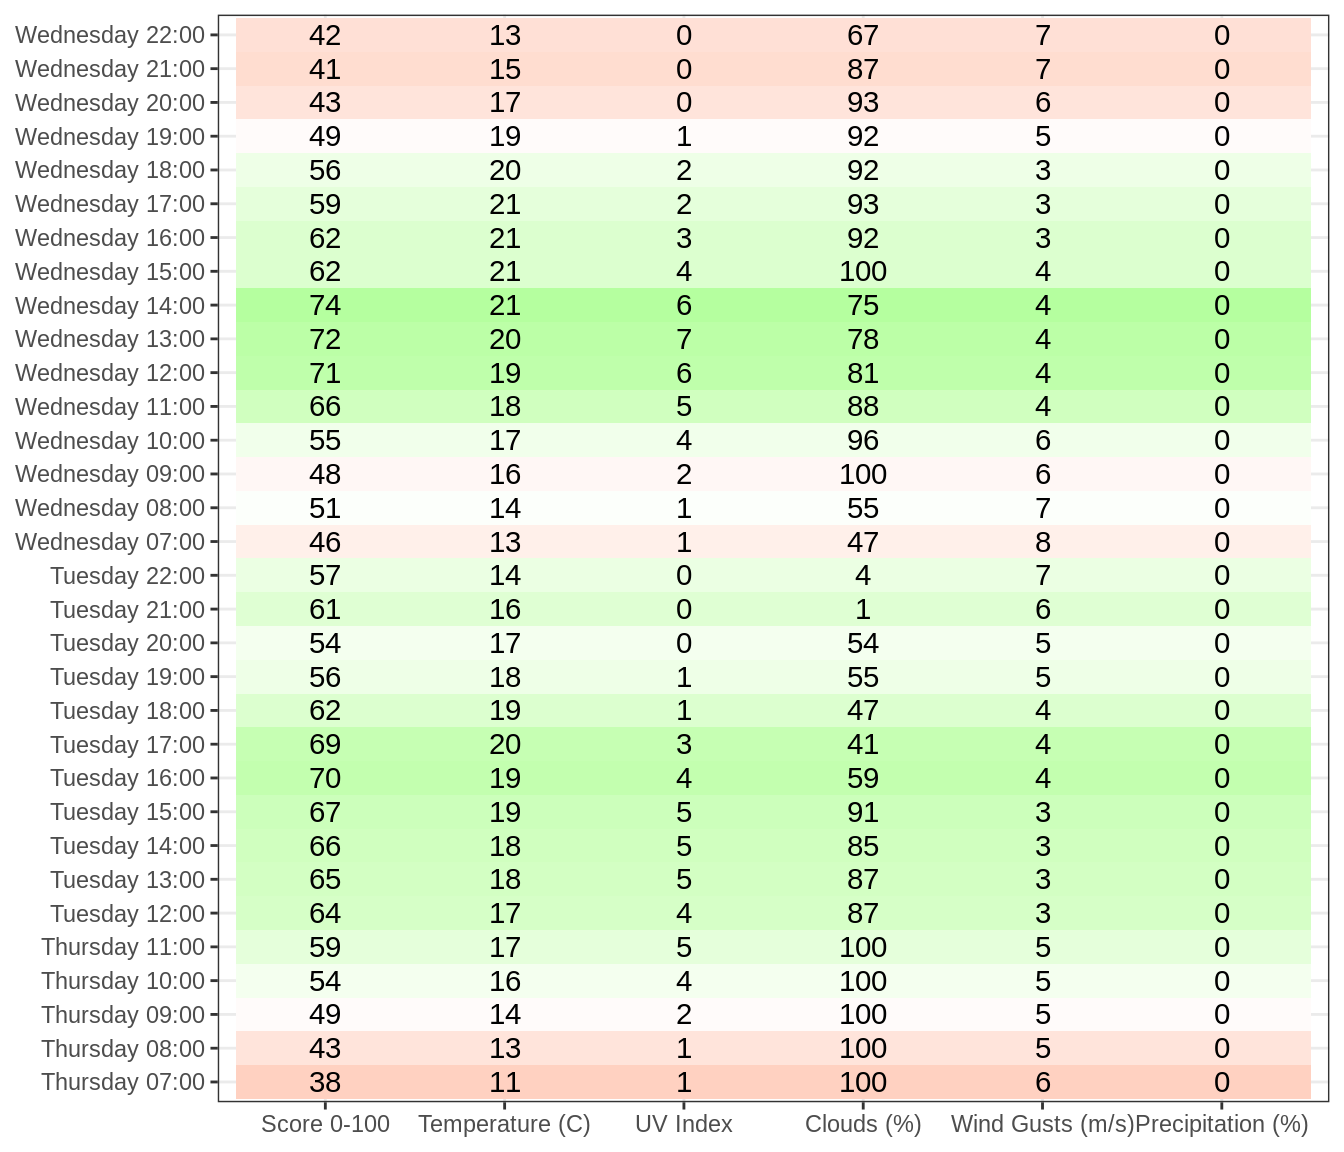 Wednesday 22:00 42 13 0 67 7 0
Wednesday 21:00 41 15 0 87 7 0
Wednesday 20:00 43 17 0 93 6 0
Wednesday 19:00 49 19 1 92 5 0
Wednesday 18:00 56 20 2 92 3 0
Wednesday 17:00 59 21 2 93 3 0
Wednesday 16:00 62 21 3 92 3 0
Wednesday 15:00 62 21 4 100 4 0
Wednesday 14:00 74 21 6 75 4 0
Wednesday 13:00 72 20 7 78 4 0
Wednesday 12:00 71 19 6 81 4 0
Wednesday 11:00 66 18 5 88 4 0
Wednesday 10:00 55 17 4 96 6 0
Wednesday 09:00 48 16 2 100 6 0
Wednesday 08:00 51 14 1 55 7 0
Wednesday 07:00 46 13 1 47 8 0
Tuesday 22:00 57 14 0 4 7 0
Tuesday 21:00 61 16 0 1 6 0
Tuesday 20:00 54 17 0 54 5 0
Tuesday 19:00 56 18 1 55 5 0
Tuesday 18:00 62 19 1 47 4 0
Tuesday 17:00 69 20 3 41 4 0
Tuesday 16:00 70 19 4 59 4 0
Tuesday 15:00 67 19 5 91 3 0
Tuesday 14:00 66 18 5 85 3 0
Tuesday 13:00 65 18 5 87 3 0
Tuesday 12:00 64 17 4 87 3 0
Thursday 11:00 59 17 5 100 5 0
Thursday 10:00 54 16 4 100 5 0
Thursday 09:00 49 14 2 100 5 0
Thursday 08:00 43 13 1 100 5 0
Thursday 07:00 38 11 1 100 6 0
Score 0-100 Temperature (C) UV Index Clouds (%) Wind Gusts (m/s) Precipitation (%)